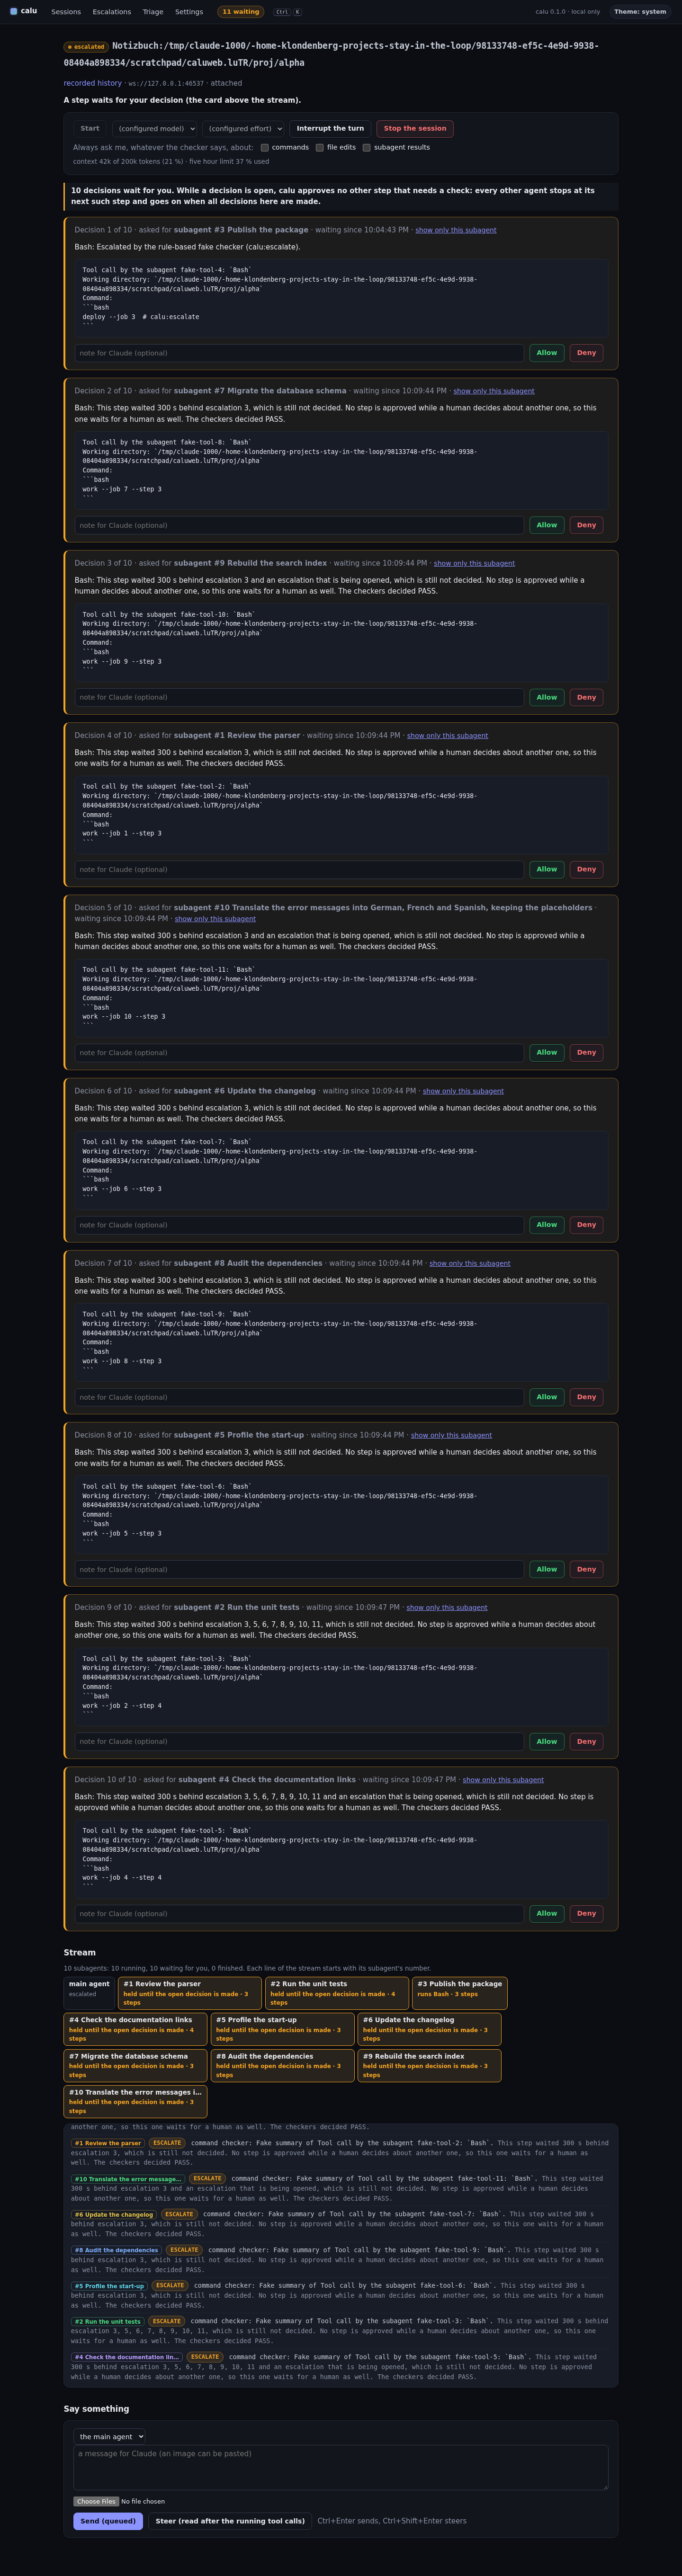 calu Sessions Escalations Triage Settings 11 waiting Ctrl K calu 0.1.0 · local only Theme: system
escalated Notizbuch:/tmp/claude-1000/-home-klondenberg-projects-stay-in-the-loop/98133748-ef5c-4e9d-9938-
08404a898334/scratchpad/caluweb.luTR/proj/alpha
recorded history · ws://127.0.0.1:46537 · attached
A step waits for your decision (the card above the stream).
Start (configured model) (configured effort) Interrupt the turn Stop the session
Always ask me, whatever the checker says, about: commands file edits subagent results
context 42k of 200k tokens (21 %) · five hour limit 37 % used
10 decisions wait for you. While a decision is open, calu approves no other step that needs a check: every other agent stops at its
next such step and goes on when all decisions here are made.
Decision 1 of 10 · asked for subagent #3 Publish the package · waiting since 10:04:43 PM · show only this subagent
Bash: Escalated by the rule-based fake checker (calu:escalate).
Tool call by the subagent fake-tool-4: `Bash`
Working directory: `/tmp/claude-1000/-home-klondenberg-projects-stay-in-the-loop/98133748-ef5c-4e9d-9938-
08404a898334/scratchpad/caluweb.luTR/proj/alpha`
Command:
```bash
deploy --job 3  # calu:escalate
```
note for Claude (optional) Allow Deny
Decision 2 of 10 · asked for subagent #7 Migrate the database schema · waiting since 10:09:44 PM · show only this subagent
Bash: This step waited 300 s behind escalation 3, which is still not decided. No step is approved while a human decides about another one, so this
one waits for a human as well. The checkers decided PASS.
Tool call by the subagent fake-tool-8: `Bash`
Working directory: `/tmp/claude-1000/-home-klondenberg-projects-stay-in-the-loop/98133748-ef5c-4e9d-9938-
08404a898334/scratchpad/caluweb.luTR/proj/alpha`
Command:
```bash
work --job 7 --step 3
```
note for Claude (optional) Allow Deny
Decision 3 of 10 · asked for subagent #9 Rebuild the search index · waiting since 10:09:44 PM · show only this subagent
Bash: This step waited 300 s behind escalation 3 and an escalation that is being opened, which is still not decided. No step is approved while a
human decides about another one, so this one waits for a human as well. The checkers decided PASS.
Tool call by the subagent fake-tool-10: `Bash`
Working directory: `/tmp/claude-1000/-home-klondenberg-projects-stay-in-the-loop/98133748-ef5c-4e9d-9938-
08404a898334/scratchpad/caluweb.luTR/proj/alpha`
Command:
```bash
work --job 9 --step 3
```
note for Claude (optional) Allow Deny
Decision 4 of 10 · asked for subagent #1 Review the parser · waiting since 10:09:44 PM · show only this subagent
Bash: This step waited 300 s behind escalation 3, which is still not decided. No step is approved while a human decides about another one, so this
one waits for a human as well. The checkers decided PASS.
Tool call by the subagent fake-tool-2: `Bash`
Working directory: `/tmp/claude-1000/-home-klondenberg-projects-stay-in-the-loop/98133748-ef5c-4e9d-9938-
08404a898334/scratchpad/caluweb.luTR/proj/alpha`
Command:
```bash
work --job 1 --step 3
```
note for Claude (optional) Allow Deny
Decision 5 of 10 · asked for subagent #10 Translate the error messages into German, French and Spanish, keeping the placeholders ·
waiting since 10:09:44 PM · show only this subagent
Bash: This step waited 300 s behind escalation 3 and an escalation that is being opened, which is still not decided. No step is approved while a
human decides about another one, so this one waits for a human as well. The checkers decided PASS.
Tool call by the subagent fake-tool-11: `Bash`
Working directory: `/tmp/claude-1000/-home-klondenberg-projects-stay-in-the-loop/98133748-ef5c-4e9d-9938-
08404a898334/scratchpad/caluweb.luTR/proj/alpha`
Command:
```bash
work --job 10 --step 3
```
note for Claude (optional) Allow Deny
Decision 6 of 10 · asked for subagent #6 Update the changelog · waiting since 10:09:44 PM · show only this subagent
Bash: This step waited 300 s behind escalation 3, which is still not decided. No step is approved while a human decides about another one, so this
one waits for a human as well. The checkers decided PASS.
Tool call by the subagent fake-tool-7: `Bash`
Working directory: `/tmp/claude-1000/-home-klondenberg-projects-stay-in-the-loop/98133748-ef5c-4e9d-9938-
08404a898334/scratchpad/caluweb.luTR/proj/alpha`
Command:
```bash
work --job 6 --step 3
```
note for Claude (optional) Allow Deny
Decision 7 of 10 · asked for subagent #8 Audit the dependencies · waiting since 10:09:44 PM · show only this subagent
Bash: This step waited 300 s behind escalation 3, which is still not decided. No step is approved while a human decides about another one, so this
one waits for a human as well. The checkers decided PASS.
Tool call by the subagent fake-tool-9: `Bash`
Working directory: `/tmp/claude-1000/-home-klondenberg-projects-stay-in-the-loop/98133748-ef5c-4e9d-9938-
08404a898334/scratchpad/caluweb.luTR/proj/alpha`
Command:
```bash
work --job 8 --step 3
```
note for Claude (optional) Allow Deny
Decision 8 of 10 · asked for subagent #5 Profile the start-up · waiting since 10:09:44 PM · show only this subagent
Bash: This step waited 300 s behind escalation 3, which is still not decided. No step is approved while a human decides about another one, so this
one waits for a human as well. The checkers decided PASS.
Tool call by the subagent fake-tool-6: `Bash`
Working directory: `/tmp/claude-1000/-home-klondenberg-projects-stay-in-the-loop/98133748-ef5c-4e9d-9938-
08404a898334/scratchpad/caluweb.luTR/proj/alpha`
Command:
```bash
work --job 5 --step 3
```
note for Claude (optional) Allow Deny
Decision 9 of 10 · asked for subagent #2 Run the unit tests · waiting since 10:09:47 PM · show only this subagent
Bash: This step waited 300 s behind escalation 3, 5, 6, 7, 8, 9, 10, 11, which is still not decided. No step is approved while a human decides about
another one, so this one waits for a human as well. The checkers decided PASS.
Tool call by the subagent fake-tool-3: `Bash`
Working directory: `/tmp/claude-1000/-home-klondenberg-projects-stay-in-the-loop/98133748-ef5c-4e9d-9938-
08404a898334/scratchpad/caluweb.luTR/proj/alpha`
Command:
```bash
work --job 2 --step 4
```
note for Claude (optional) Allow Deny
Decision 10 of 10 · asked for subagent #4 Check the documentation links · waiting since 10:09:47 PM · show only this subagent
Bash: This step waited 300 s behind escalation 3, 5, 6, 7, 8, 9, 10, 11 and an escalation that is being opened, which is still not decided. No step is
approved while a human decides about another one, so this one waits for a human as well. The checkers decided PASS.
Tool call by the subagent fake-tool-5: `Bash`
Working directory: `/tmp/claude-1000/-home-klondenberg-projects-stay-in-the-loop/98133748-ef5c-4e9d-9938-
08404a898334/scratchpad/caluweb.luTR/proj/alpha`
Command:
```bash
work --job 4 --step 4
```
note for Claude (optional) Allow Deny
Stream
10 subagents: 10 running, 10 waiting for you, 0 finished. Each line of the stream starts with its subagent's number.
main agent #1 Review the parser #2 Run the unit tests #3 Publish the package
escalated held until the open decision is made · 3 held until the open decision is made · 4 runs Bash · 3 steps
steps steps
#4 Check the documentation links #5 Profile the start-up #6 Update the changelog
held until the open decision is made · 4 held until the open decision is made · 3 held until the open decision is made · 3
steps steps steps
#7 Migrate the database schema #8 Audit the dependencies #9 Rebuild the search index
held until the open decision is made · 3 held until the open decision is made · 3 held until the open decision is made · 3
steps steps steps
#10 Translate the error messages i…
held until the open decision is made · 3
steps
another one, so this one waits for a human as well. The checkers decided PASS.
#1 Review the parser ESCALATE command checker: Fake summary of Tool call by the subagent fake-tool-2: `Bash`. This step waited 300 s behind
escalation 3, which is still not decided. No step is approved while a human decides about another one, so this one waits for a human as
well. The checkers decided PASS.
#10 Translate the error message… ESCALATE command checker: Fake summary of Tool call by the subagent fake-tool-11: `Bash`. This step waited
300 s behind escalation 3 and an escalation that is being opened, which is still not decided. No step is approved while a human decides
about another one, so this one waits for a human as well. The checkers decided PASS.
#6 Update the changelog ESCALATE command checker: Fake summary of Tool call by the subagent fake-tool-7: `Bash`. This step waited 300 s
behind escalation 3, which is still not decided. No step is approved while a human decides about another one, so this one waits for a human
as well. The checkers decided PASS.
#8 Audit the dependencies ESCALATE command checker: Fake summary of Tool call by the subagent fake-tool-9: `Bash`. This step waited 300 s
behind escalation 3, which is still not decided. No step is approved while a human decides about another one, so this one waits for a human
as well. The checkers decided PASS.
#5 Profile the start-up ESCALATE command checker: Fake summary of Tool call by the subagent fake-tool-6: `Bash`. This step waited 300 s
behind escalation 3, which is still not decided. No step is approved while a human decides about another one, so this one waits for a human
as well. The checkers decided PASS.
#2 Run the unit tests ESCALATE command checker: Fake summary of Tool call by the subagent fake-tool-3: `Bash`. This step waited 300 s behind
escalation 3, 5, 6, 7, 8, 9, 10, 11, which is still not decided. No step is approved while a human decides about another one, so this one
waits for a human as well. The checkers decided PASS.
#4 Check the documentation lin… ESCALATE command checker: Fake summary of Tool call by the subagent fake-tool-5: `Bash`. This step waited
300 s behind escalation 3, 5, 6, 7, 8, 9, 10, 11 and an escalation that is being opened, which is still not decided. No step is approved
while a human decides about another one, so this one waits for a human as well. The checkers decided PASS.
Say something
the main agent
a message for Claude (an image can be pasted)
Choose Files No file chosen
Send (queued) Steer (read after the running tool calls) Ctrl+Enter sends, Ctrl+Shift+Enter steers